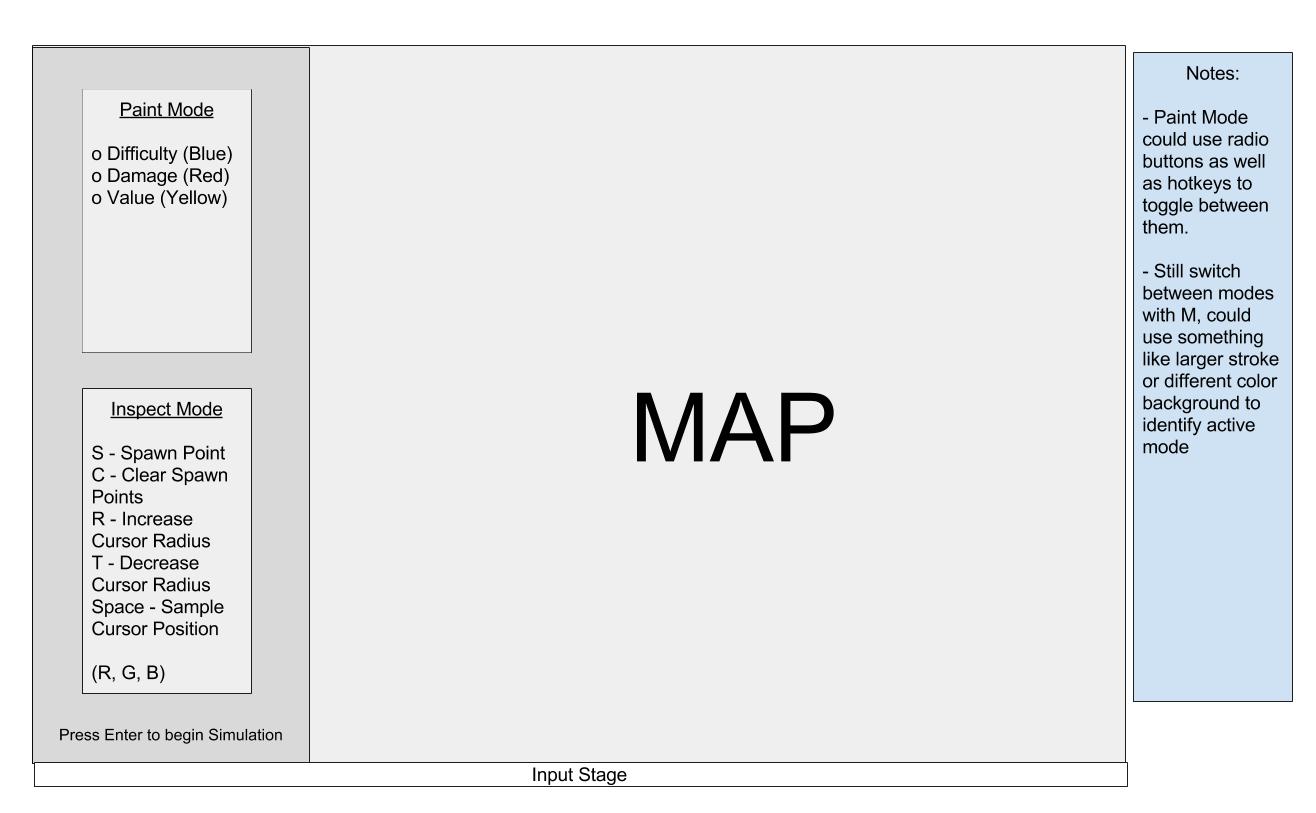 Paint Mode
o Difficulty (Blue)
o Damage (Red)
o Value (Yellow)
Inspect Mode
S - Spawn Point
C - Clear Spawn
Points
R - Increase
Cursor Radius
T - Decrease
Cursor Radius
Space - Sample
Cursor Position
(R, G, B)
Press Enter to begin Simulation
MAP
Input Stage
Notes:
- Paint Mode
could use radio
buttons as well
as hotkeys to
toggle between
them.
- Still switch
between modes
with M, could
use something
like larger stroke
or different color
background to
identify active
mode